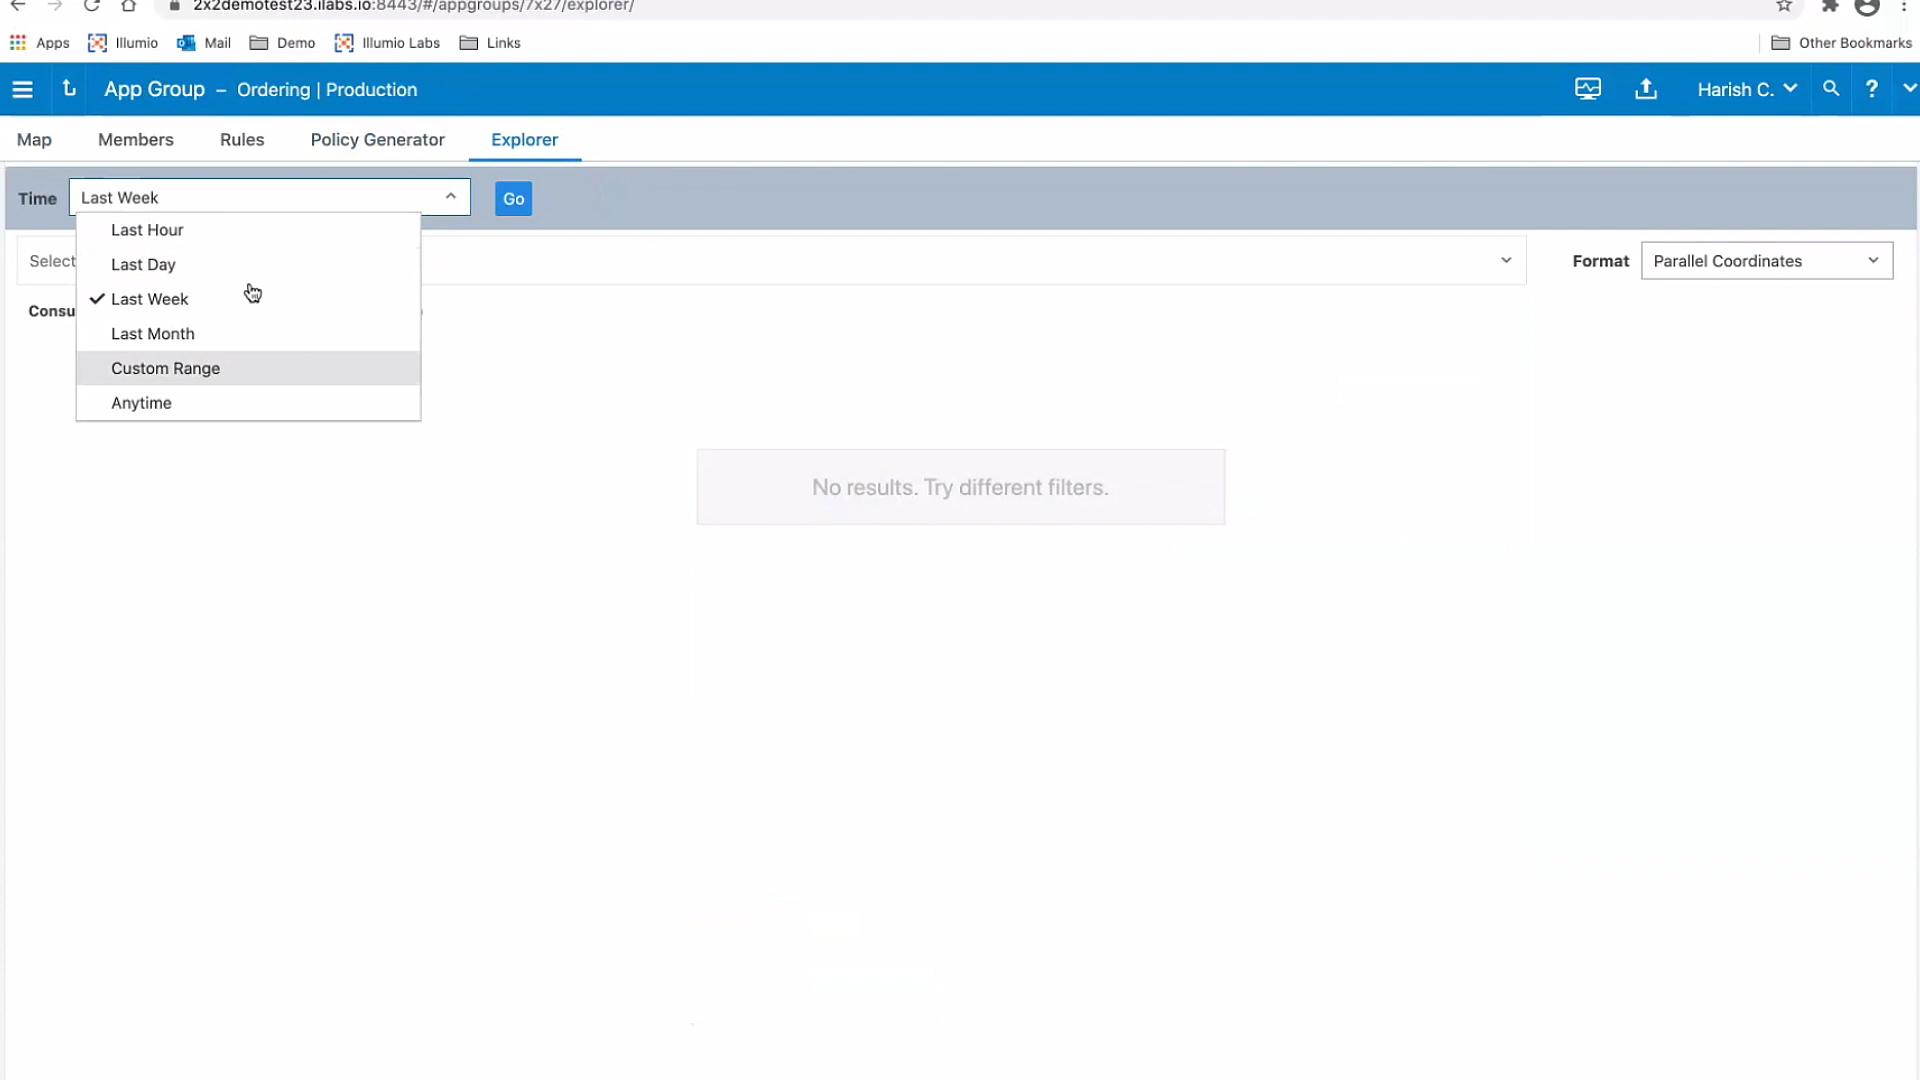 2x2demotest23.ilabs.io:8443/#/appgroups/7x27/explorer/
Apps Illumio Mail Demo Illumio Labs Links Other Bookmarks
App Group – Ordering | Production Harish C. ?
Map Members Rules Policy Generator Explorer
Time Last Week Go
Last Hour
Select Format Parallel Coordinates
Last Day
Last Week
Consu
Last Month
Custom Range
Anytime
No results. Try different filters.